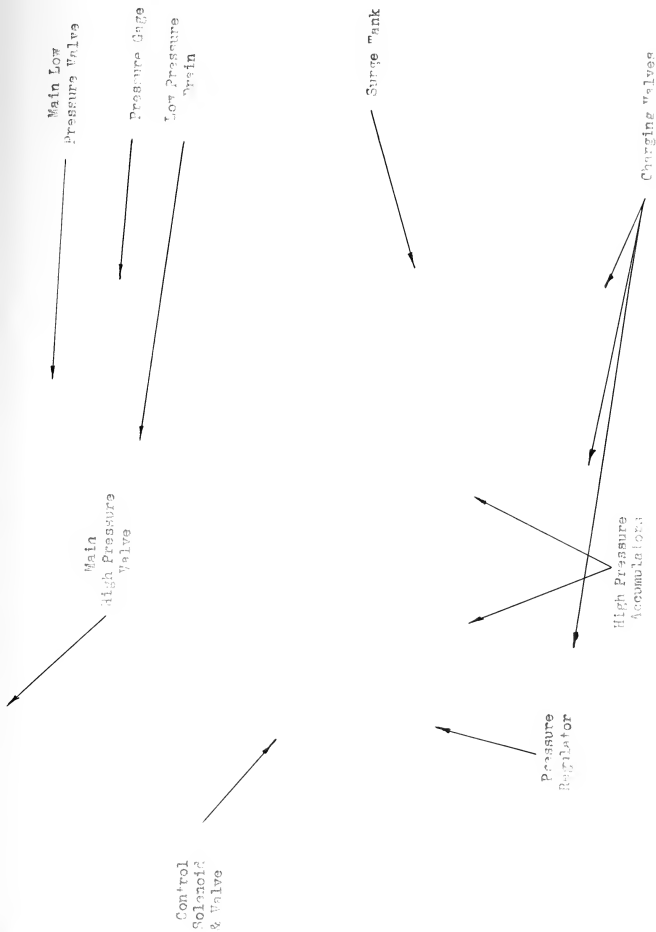 Main Low
Pressure Valve
Pressure Gage
Low Pressure
Drain
Surge Tank
Charging Valves
Main
High Pressure
Valve
High Pressure
Accumulators
Pressure
Regulator
Control
Solenoid
& Valve